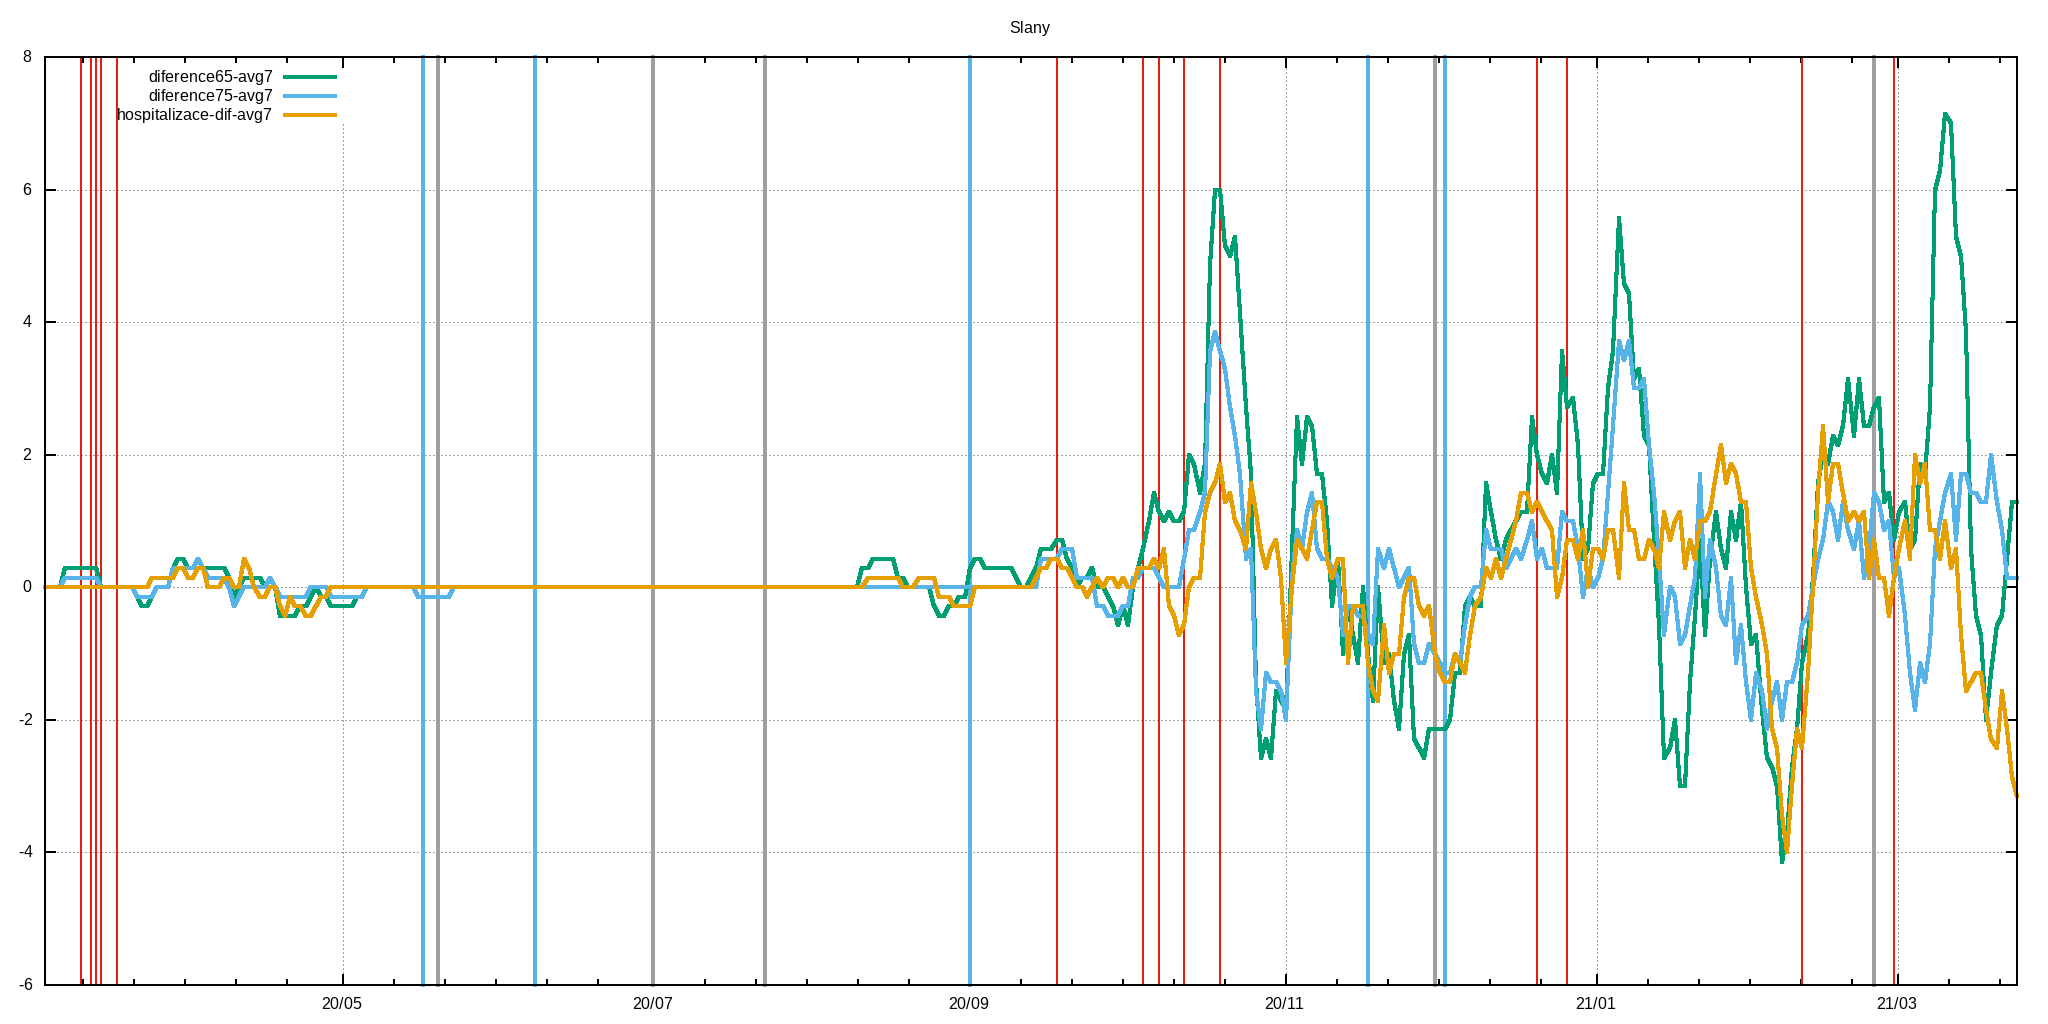 Slany
8
diference65-avg7
diference75-avg7
hospitalizace-dif-avg7
6
4
2
0
-2
-4
-6
20/05 20/07 20/09 20/11 21/01 21/03